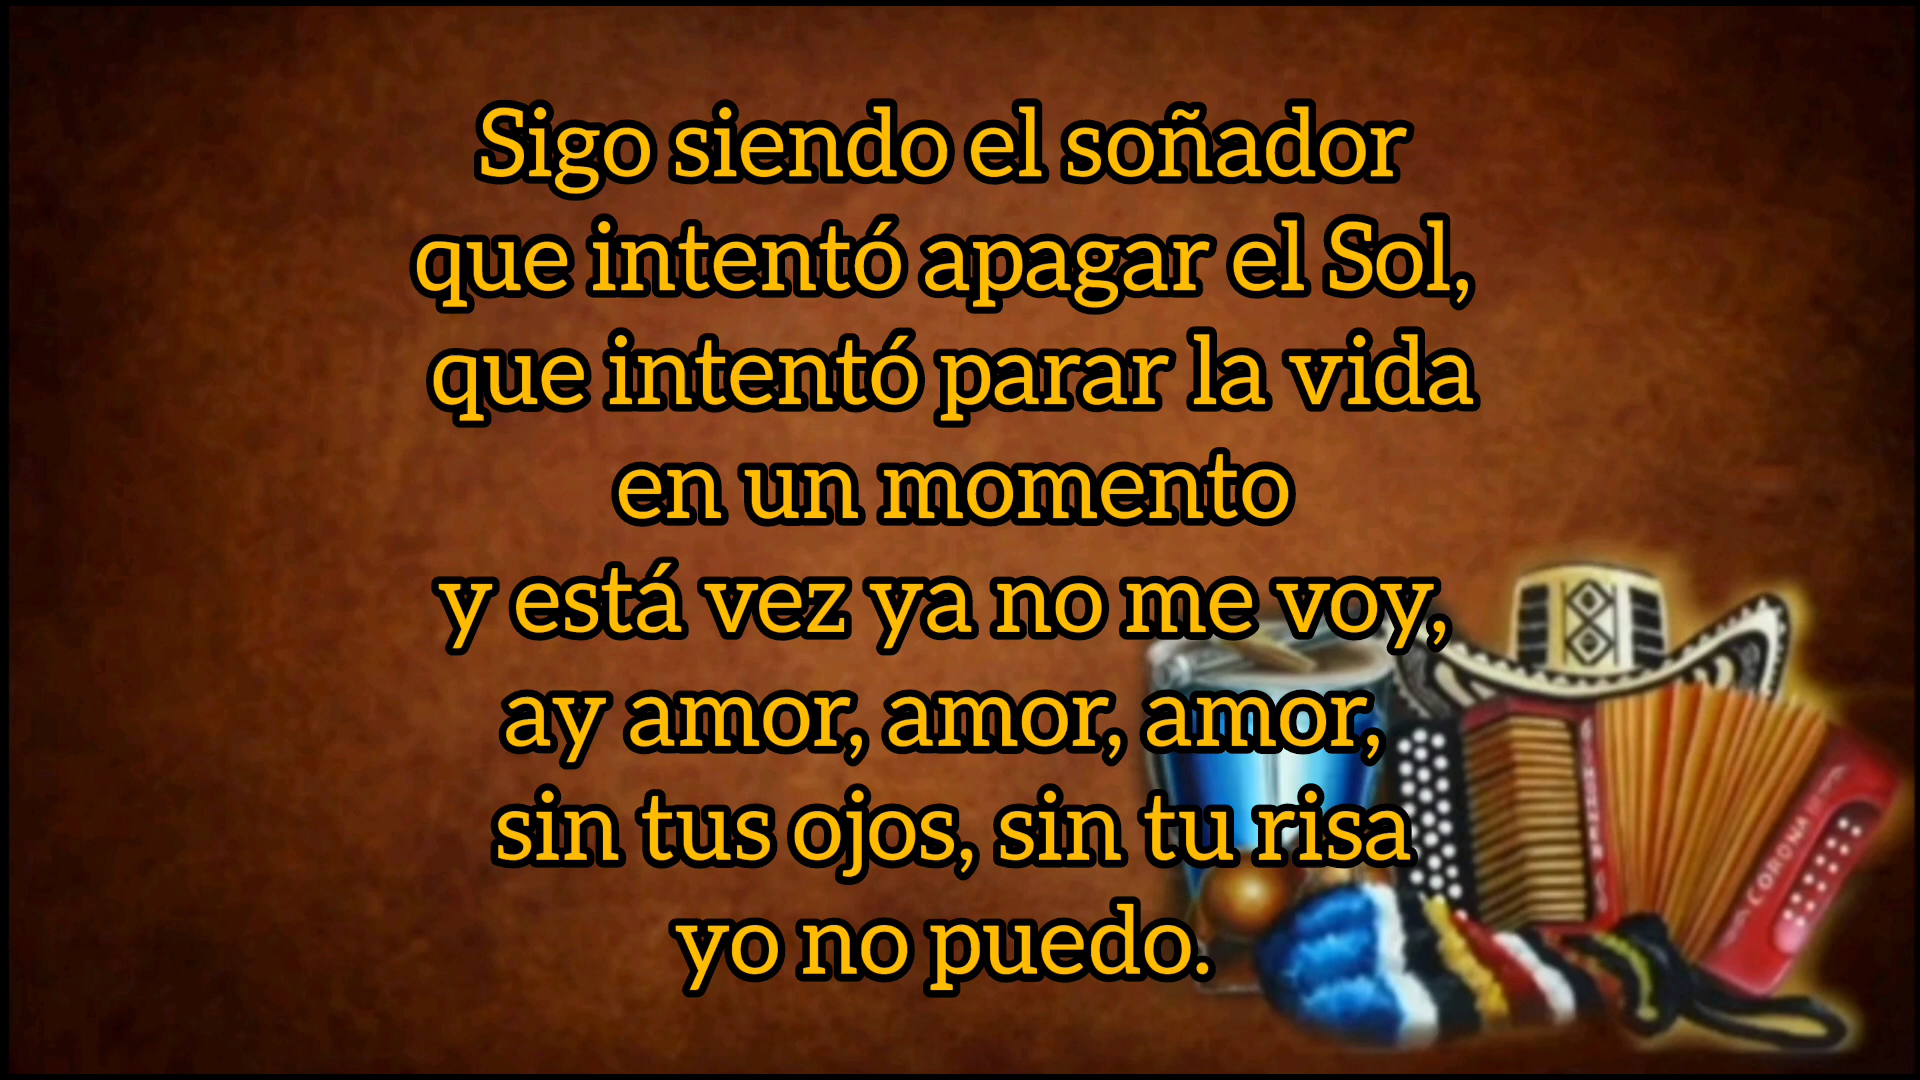 Sigo siendo el soñador
que intentó apagar el Sol,
que intentó parar la vida
en un momento
y está vez ya no me voy,
ay amor, amor, amor,
sin tus ojos, sin tu risa
yo no puedo.
CORONA